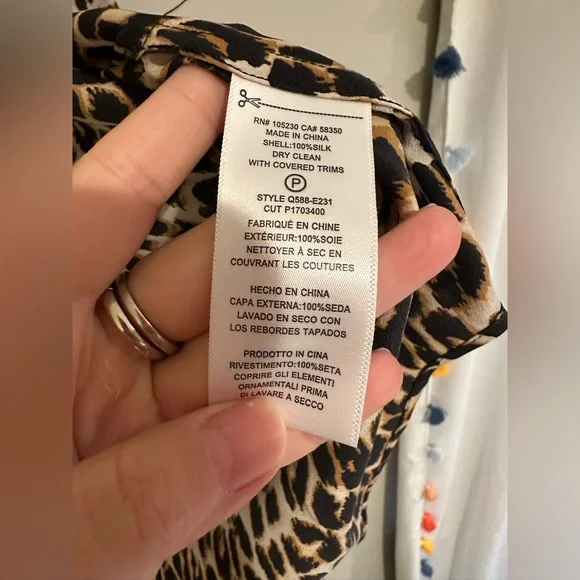 RN# 105230 CA# 58350
MADE IN CHINA
SHELL:100%SILK
DRY CLEAN
WITH COVERED TRIMS
P
STYLE Q588-E231
CUT P1703400
FABRIQUÉ EN CHINE
EXTÉRIEUR:100%SOIE
NETTOYER À SEC EN
COUVRANT LES COUTURES
HECHO EN CHINA
CAPA EXTERNA:100%SEDA
LAVADO EN SECO CON
LOS REBORDES TAPADOS
PRODOTTO IN CINA
RIVESTIMENTO:100%SETA
COPRIRE GLI ELEMENTI
ORNAMENTALI PRIMA
DI LAVARE A SECCO